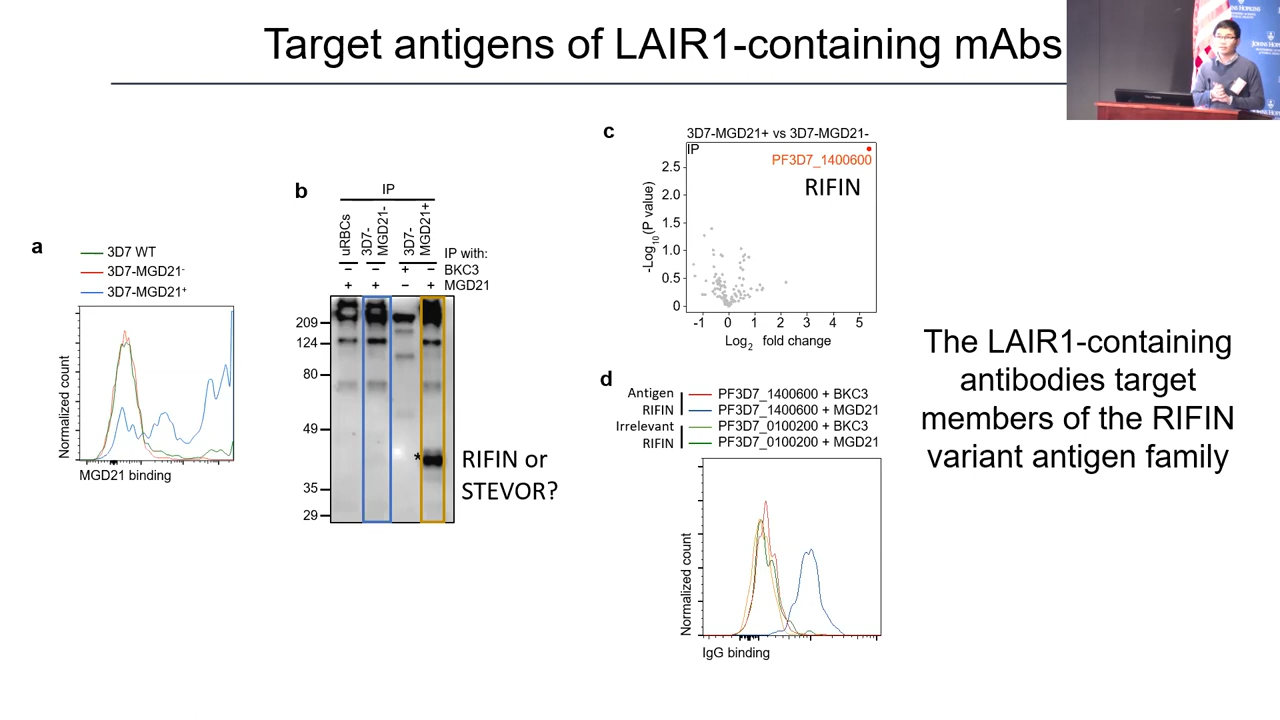 Target antigens of LAIR1-containing mAbs
a
3D7 WT
3D7-MGD21-
3D7-MGD21+
Normalized count
MGD21 binding
b
IP
uRBCs
3D7-
MGD21-
3D7-
MGD21+
IP with:
- - + - BKC3
+ + - + MGD21
209
124
80
49
35
29
*
RIFIN or
STEVOR?
c
3D7-MGD21+ vs 3D7-MGD21-
IP
PF3D7_1400600
RIFIN
-Log10(P value)
2.5
2.0
1.5
1.0
0.5
0
-1 0 1 2 3 4 5
Log2 fold change
d
Antigen
RIFIN
Irrelevant
RIFIN
PF3D7_1400600 + BKC3
PF3D7_1400600 + MGD21
PF3D7_0100200 + BKC3
PF3D7_0100200 + MGD21
Normalized count
IgG binding
The LAIR1-containing
antibodies target
members of the RIFIN
variant antigen family